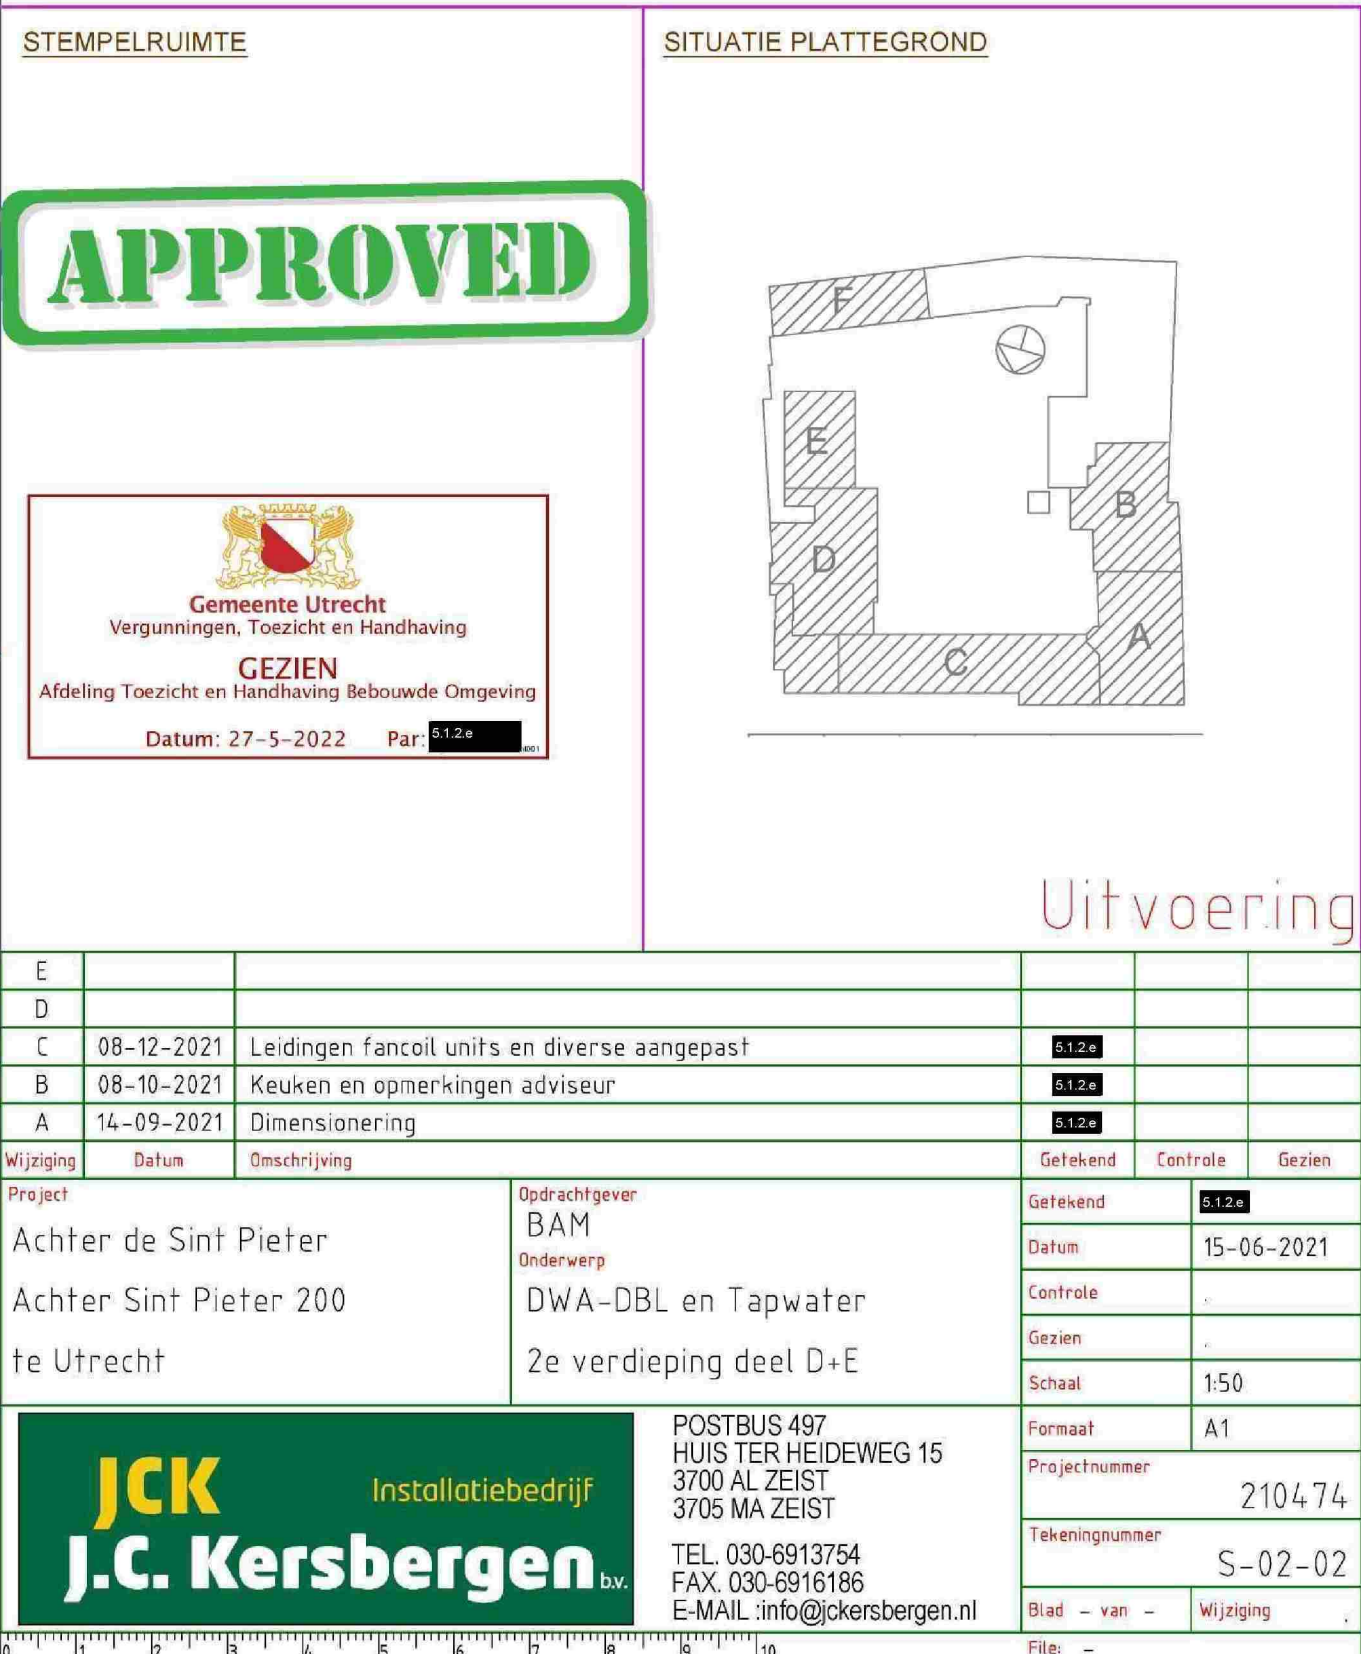 STEMPELRUIMTE
SITUATIE PLATTEGROND
APPROVED
F
E
B
D
A
C
Gemeente Utrecht
Vergunningen, Toezicht en Handhaving
GEZIEN
Afdeling Toezicht en Handhaving Bebouwde Omgeving
Datum: 27-5-2022 Par: 5.1.2.e
Uitvoering
E
D
C 08-12-2021 Leidingen fancoil units en diverse aangepast 5.1.2.e
B 08-10-2021 Keuken en opmerkingen adviseur 5.1.2.e
A 14-09-2021 Dimensionering 5.1.2.e
Wijziging Datum Omschrijving Getekend Controle Gezien
Project
Achter de Sint Pieter
Achter Sint Pieter 200
te Utrecht
Opdrachtgever
BAM
Onderwerp
DWA-DBL en Tapwater
2e verdieping deel D+E
Getekend 5.1.2.e
Datum 15-06-2021
Controle .
Gezien .
Schaal 1:50
Formaat A1
Projectnummer
210474
Tekeningnummer
S-02-02
Blad - van - Wijziging .
File: -
JCK Installatiebedrijf
J.C. Kersbergen b.v.
POSTBUS 497
HUIS TER HEIDEWEG 15
3700 AL ZEIST
3705 MA ZEIST
TEL. 030-6913754
FAX. 030-6916186
E-MAIL :info@jckersbergen.nl
0 1 2 3 4 5 6 7 8 9 10